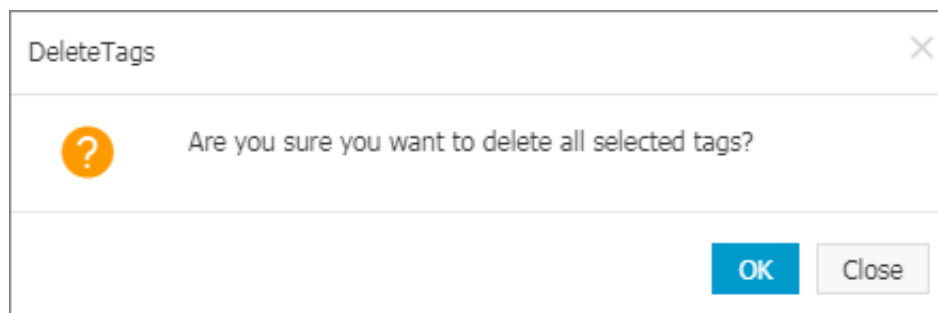 DeleteTags
Are you sure you want to delete all selected tags?
OK
Close